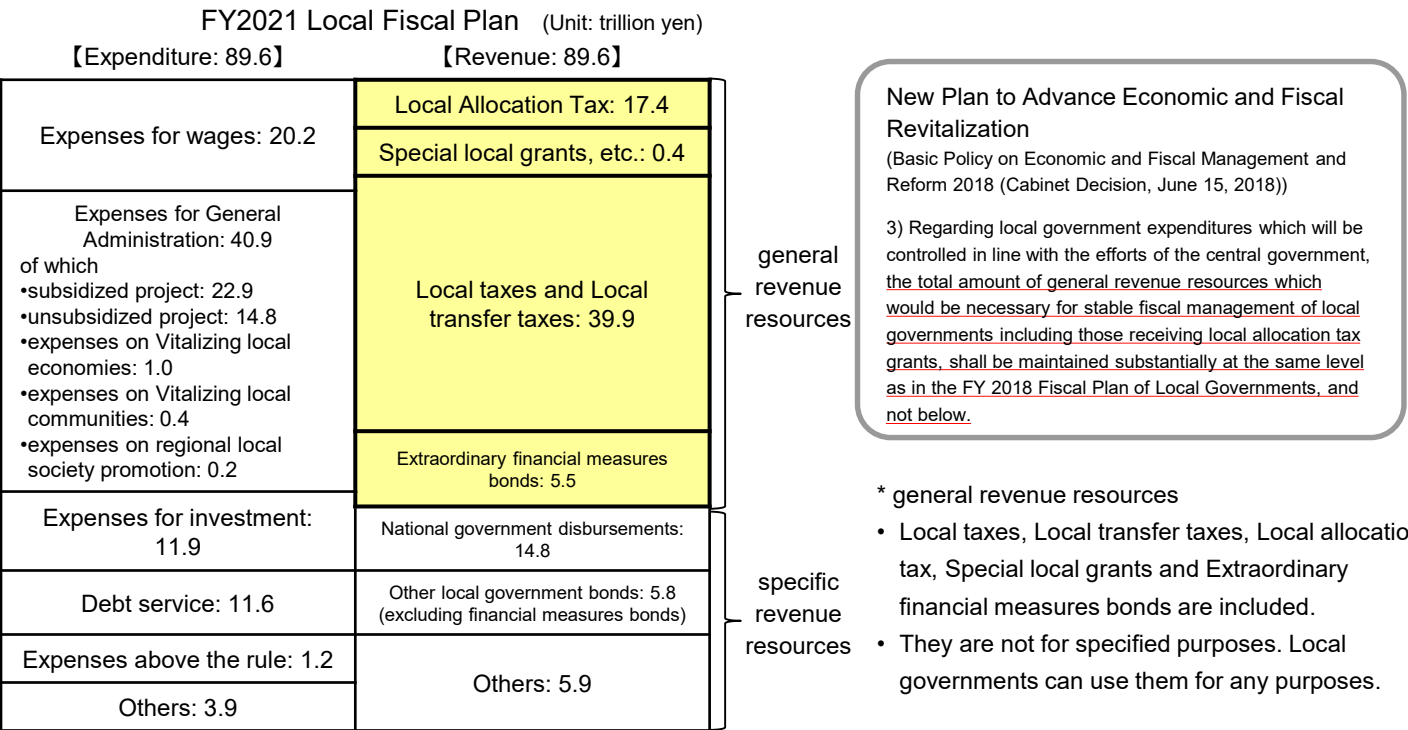 FY2021 Local Fiscal Plan (Unit: trillion yen)
【Expenditure: 89.6】
【Revenue: 89.6】
Expenses for wages: 20.2
Expenses for General
Administration: 40.9
of which
•subsidized project: 22.9
•unsubsidized project: 14.8
•expenses on Vitalizing local
economies: 1.0
•expenses on Vitalizing local
communities: 0.4
•expenses on regional local
society promotion: 0.2
Expenses for investment:
11.9
Debt service: 11.6
Expenses above the rule: 1.2
Others: 3.9
Local Allocation Tax: 17.4
Special local grants, etc.: 0.4
Local taxes and Local
transfer taxes: 39.9
Extraordinary financial measures
bonds: 5.5
National government disbursements:
14.8
Other local government bonds: 5.8
(excluding financial measures bonds)
Others: 5.9
general
revenue
resources
specific
revenue
resources
New Plan to Advance Economic and Fiscal
Revitalization
(Basic Policy on Economic and Fiscal Management and
Reform 2018 (Cabinet Decision, June 15, 2018))
3) Regarding local government expenditures which will be
controlled in line with the efforts of the central government,
the total amount of general revenue resources which
would be necessary for stable fiscal management of local
governments including those receiving local allocation tax
grants, shall be maintained substantially at the same level
as in the FY 2018 Fiscal Plan of Local Governments, and
not below.
* general revenue resources
• Local taxes, Local transfer taxes, Local allocatio
tax, Special local grants and Extraordinary
financial measures bonds are included.
• They are not for specified purposes. Local
governments can use them for any purposes.